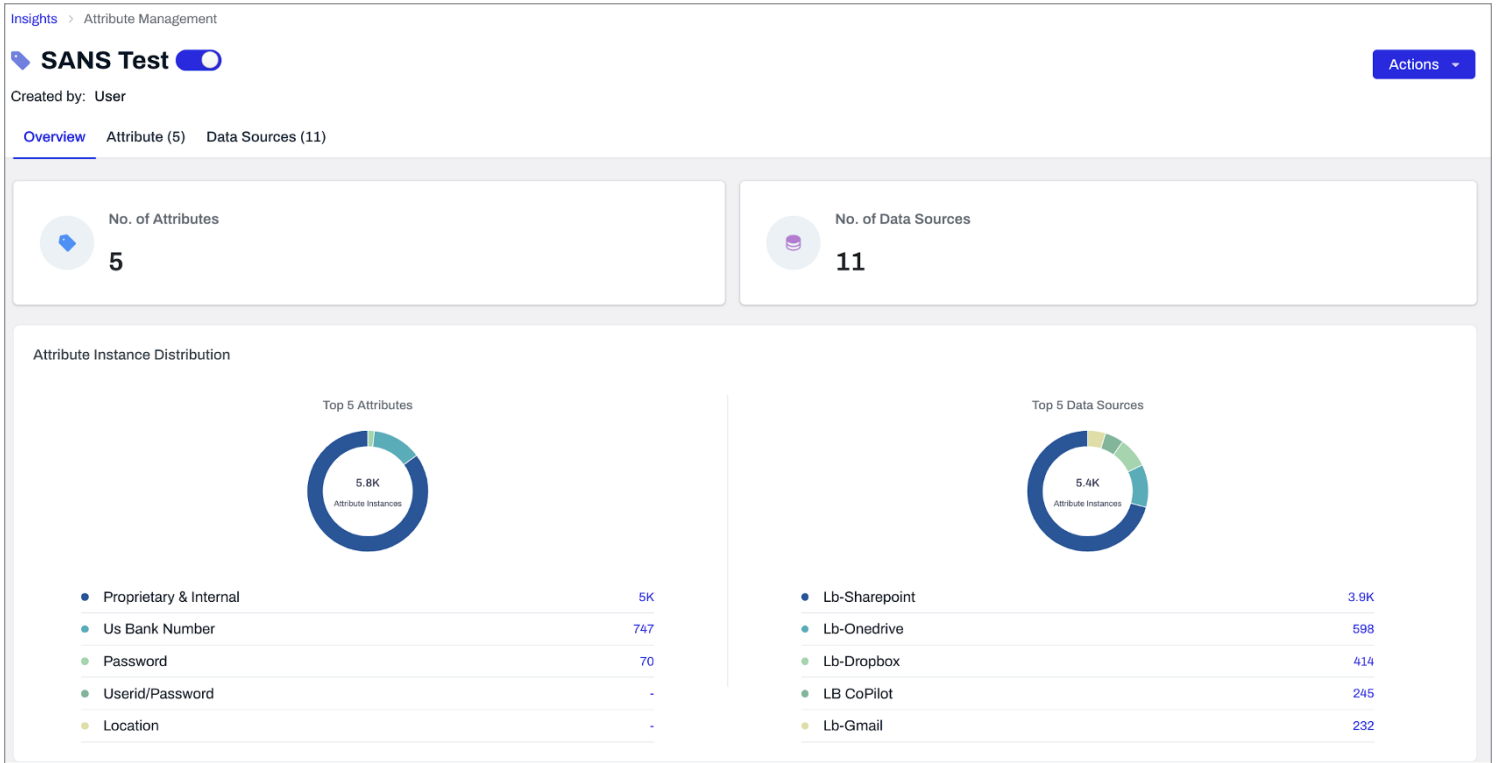 Insights > Attribute Management
SANS Test
Actions
Created by: User
Overview Attribute (5) Data Sources (11)
No. of Attributes
5
No. of Data Sources
11
Attribute Instance Distribution
Top 5 Attributes
5.8K
Attribute Instances
Proprietary & Internal 5K
Us Bank Number 747
Password 70
Userid/Password -
Location -
Top 5 Data Sources
5.4K
Attribute Instances
Lb-Sharepoint 3.9K
Lb-Onedrive 598
Lb-Dropbox 414
LB CoPilot 245
Lb-Gmail 232